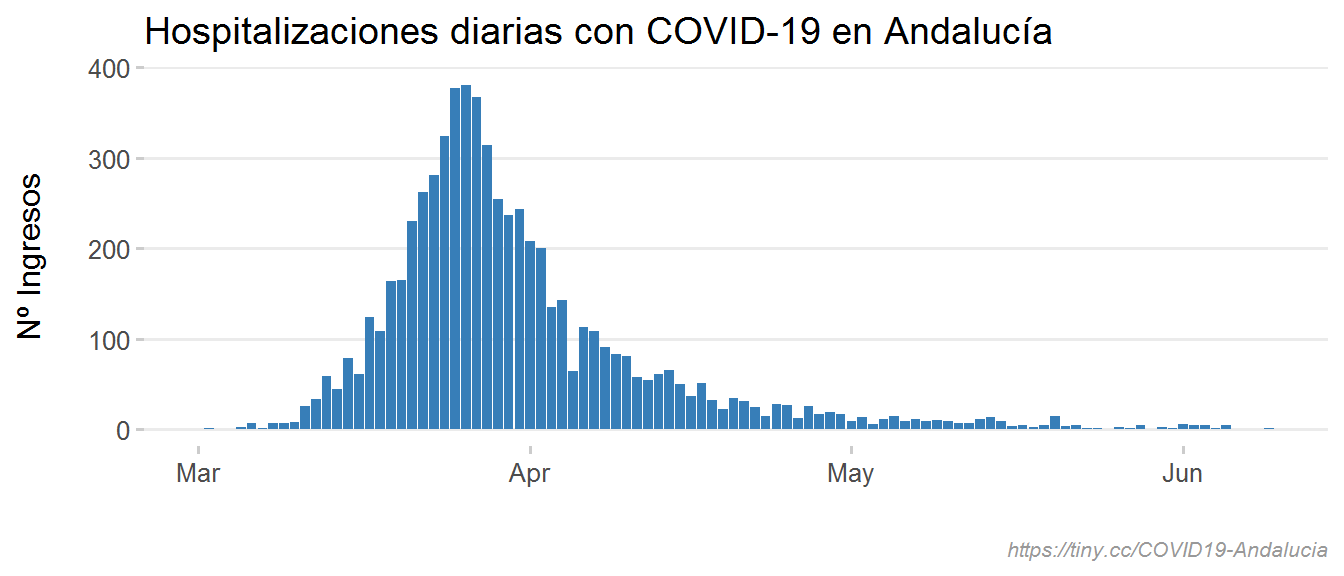 Hospitalizaciones diarias con COVID-19 en Andalucía
Nº Ingresos
400
300
200
100
0
Mar Apr May Jun
https://tiny.cc/COVID19-Andalucia